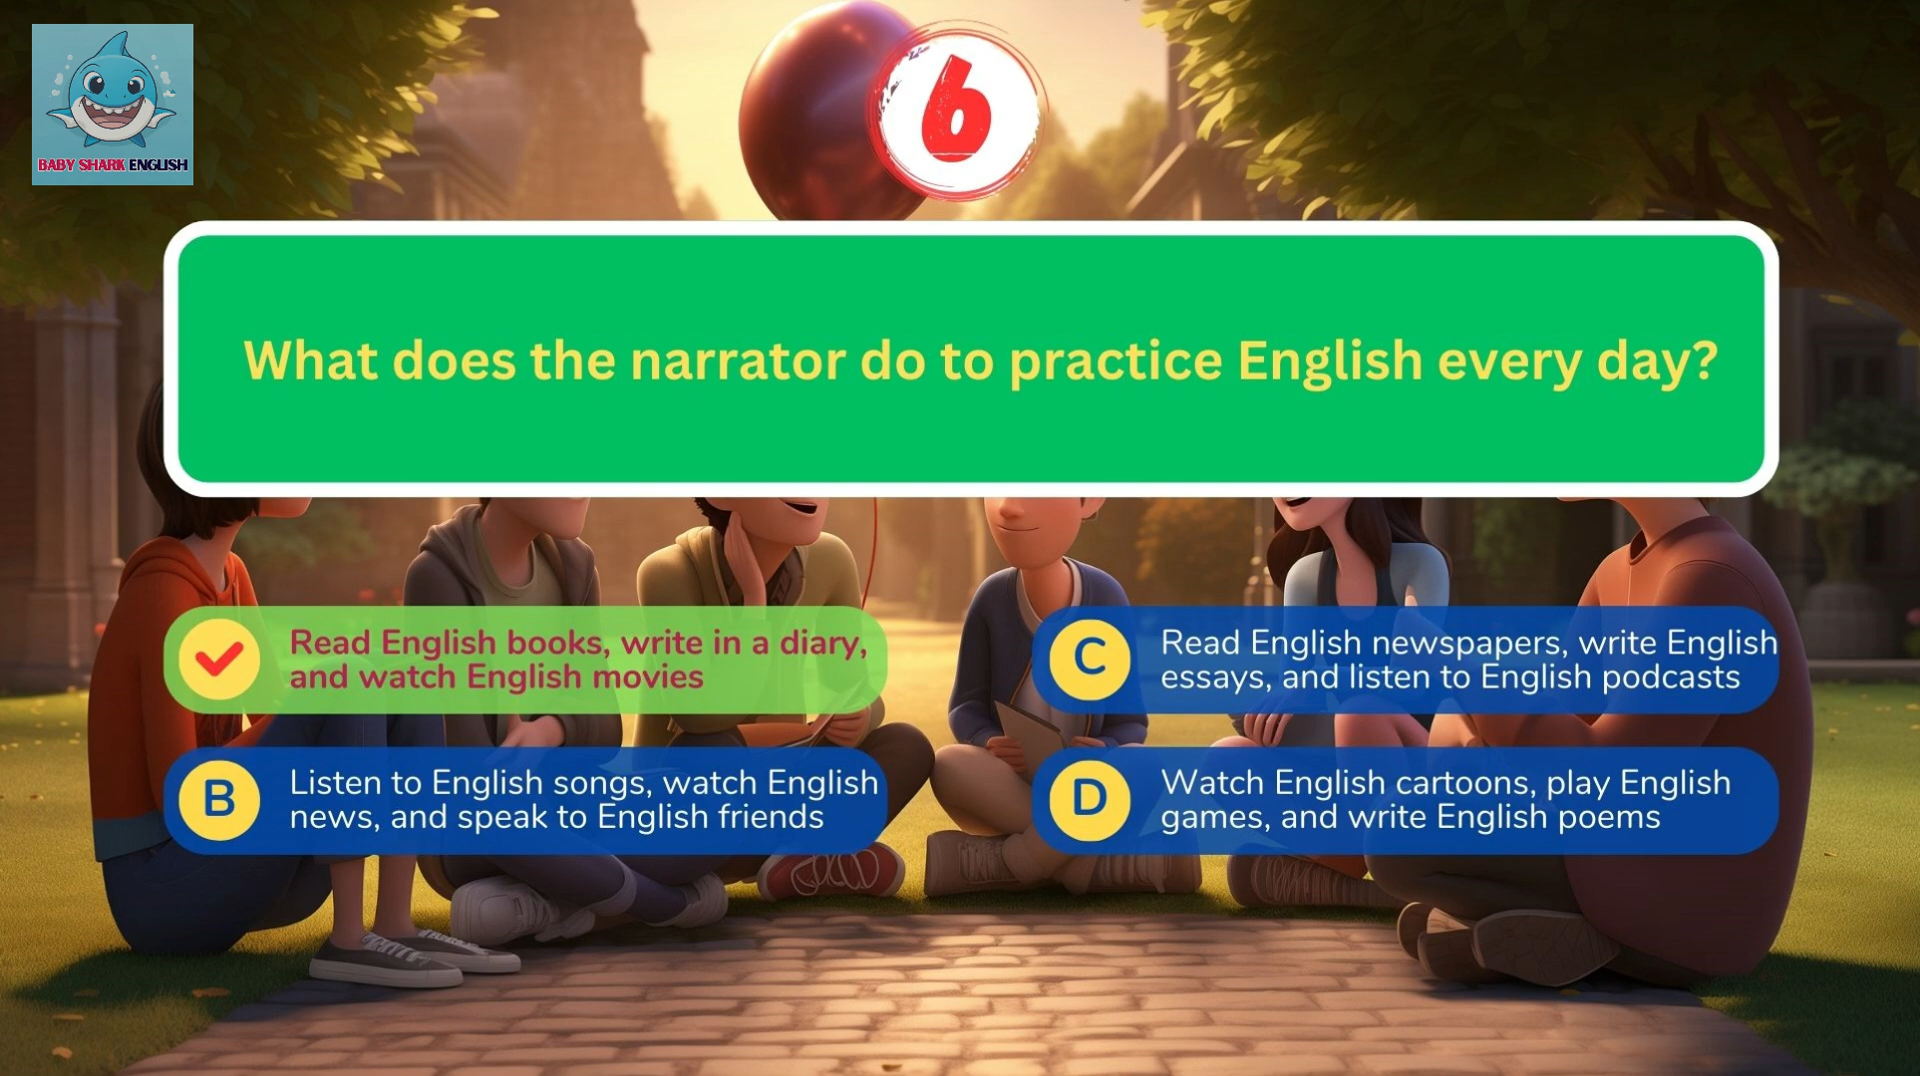 BABY SHARK ENGLISH
6
What does the narrator do to practice English every day?
Read English books, write in a diary,
and watch English movies
B
Listen to English songs, watch English
news, and speak to English friends
C
Read English newspapers, write English
essays, and listen to English podcasts
D
Watch English cartoons, play English
games, and write English poems